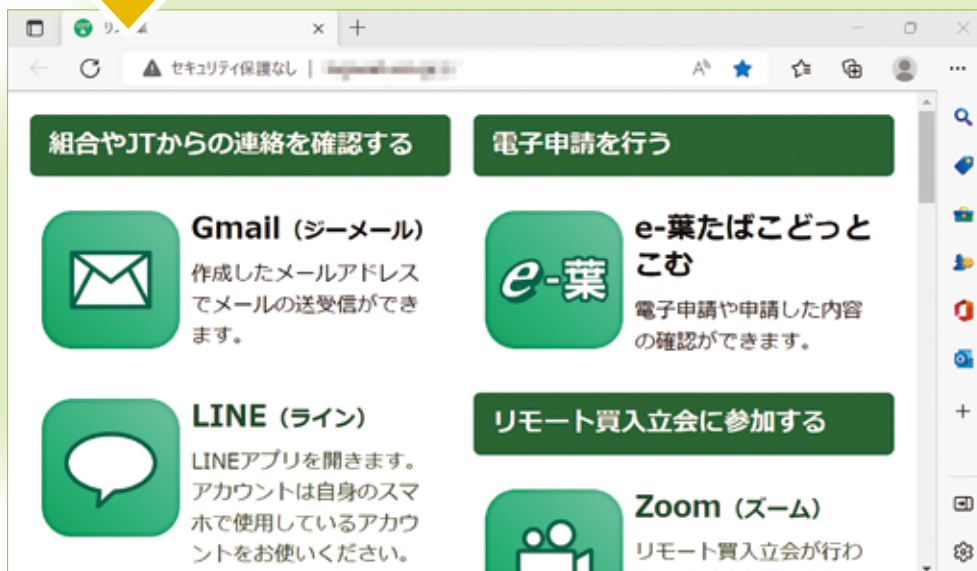 セキュリティ保護なし
組合やJTからの連絡を確認する
Gmail（ジーメール）
作成したメールアドレス
でメールの送受信ができ
ます。
LINE（ライン）
LINEアプリを開きます。
アカウントは自身のスマ
ホで使用しているアカウ
ントをお使いください。
電子申請を行う
e-葉
e-葉たばこどっと
こむ
電子申請や申請した内容
の確認ができます。
リモート買入立会に参加する
Zoom（ズーム）
リモート買入立会が行わ